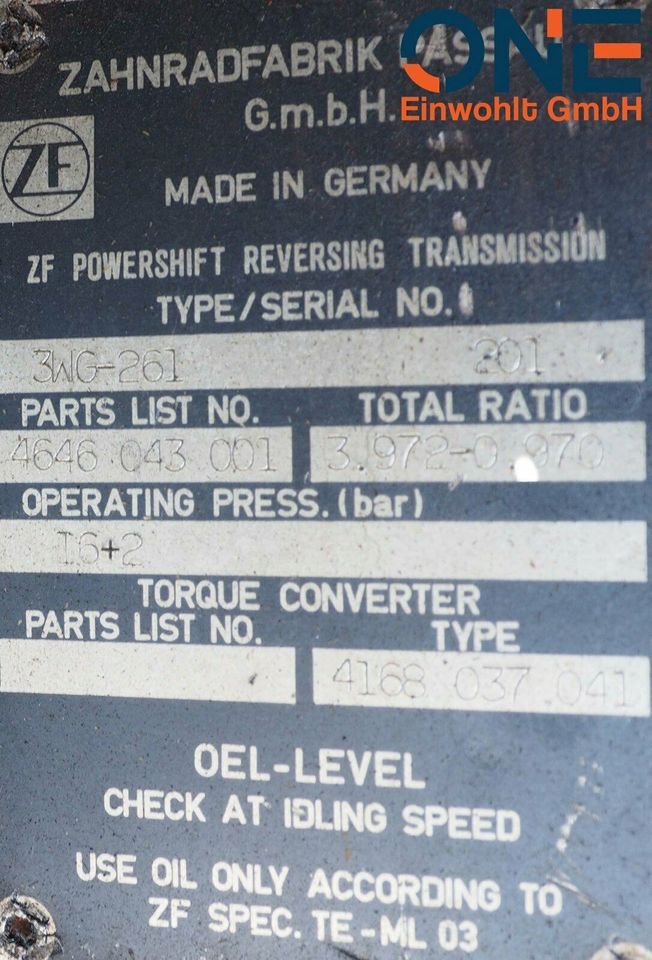 ONE
Einwohlt GmbH
ZAHNRADFABRIK
G.m.b.H.
ZF
MADE IN GERMANY
ZF POWERSHIFT REVERSING TRANSMISSION
TYPE/SERIAL NO.
3WG-261 201
PARTS LIST NO. TOTAL RATIO
4646 043 001 3.972-0.970
OPERATING PRESS.(bar)
I6+2
TORQUE CONVERTER
PARTS LIST NO. TYPE
4168 037 041
OEL-LEVEL
CHECK AT IDLING SPEED
USE OIL ONLY ACCORDING TO
ZF SPEC. TE-ML 03